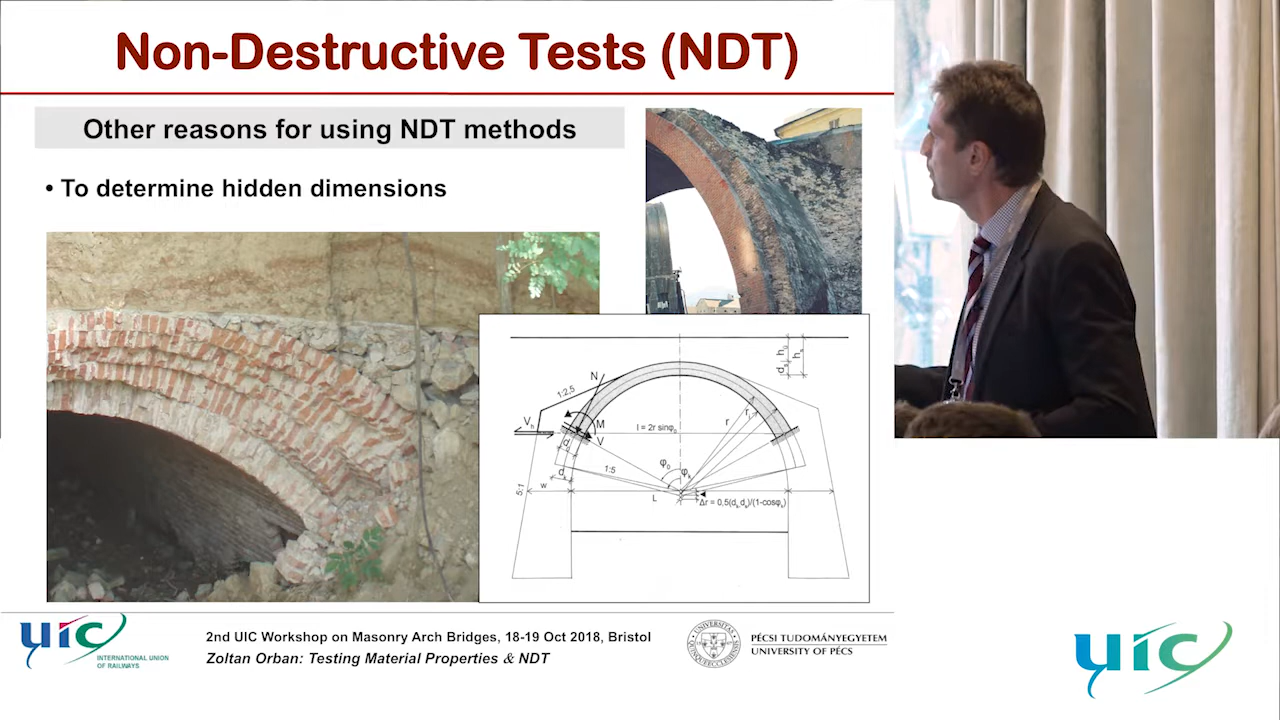 Non-Destructive Tests (NDT)
Other reasons for using NDT methods
• To determine hidden dimensions
N
1:2,5
M
V
Vh
l = 2r sinφ₀
r
φ₀
φk
1:5
5:1
w
L
Δr = 0,5(dk-ds)/(1-cosφk)
uic
INTERNATIONAL UNION
OF RAILWAYS
2nd UIC Workshop on Masonry Arch Bridges, 18-19 Oct 2018, Bristol
Zoltan Orban: Testing Material Properties & NDT
PÉCSI TUDOMÁNYEGYETEM
UNIVERSITY OF PÉCS
uic